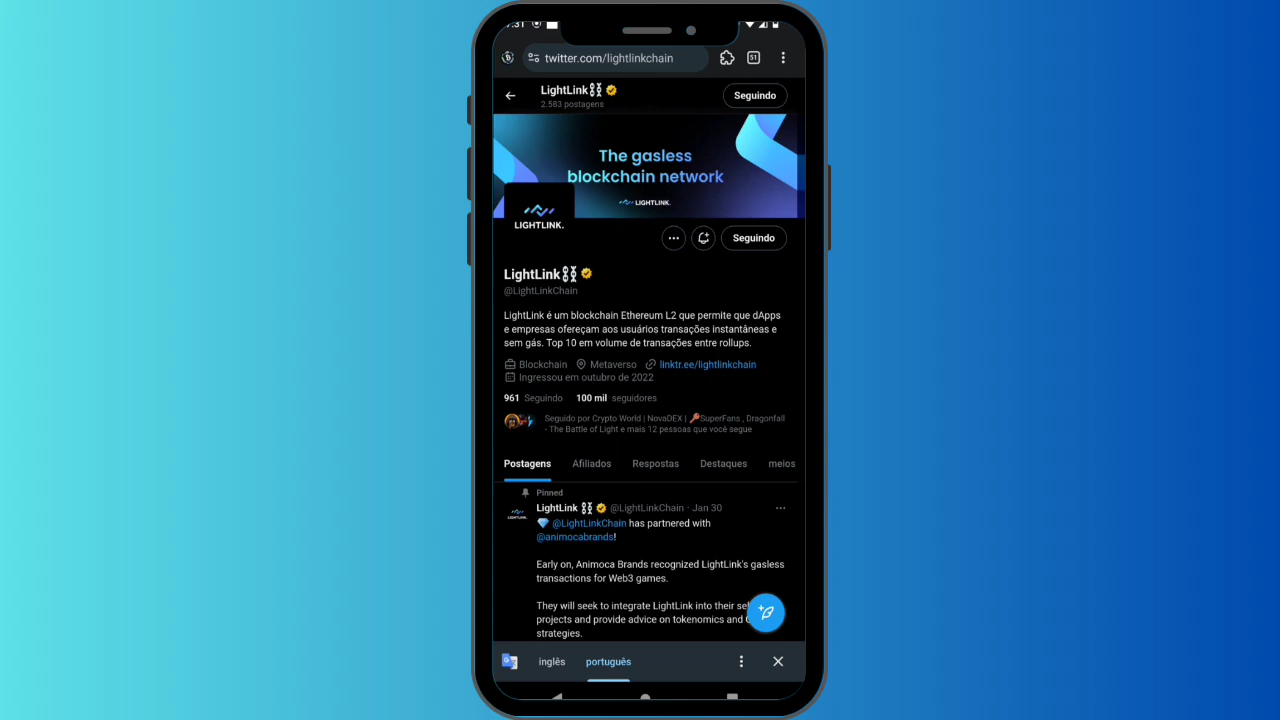 7:31
twitter.com/lightlinkchain
51
LightLink⛓️
2.583 postagens
Seguindo
The gasless
blockchain network
LIGHTLINK.
LIGHTLINK.
Seguindo
LightLink⛓️
@LightLinkChain
LightLink é um blockchain Ethereum L2 que permite que dApps
e empresas ofereçam aos usuários transações instantâneas e
sem gás. Top 10 em volume de transações entre rollups.
Blockchain Metaverso linktr.ee/lightlinkchain
Ingressou em outubro de 2022
961 Seguindo 100 mil seguidores
Seguido por Crypto World | NovaDEX | 🔑SuperFans , Dragonfall
- The Battle of Light e mais 12 pessoas que você segue
Postagens Afiliados Respostas Destaques meios
Pinned
LightLink ⛓️ @LightLinkChain · Jan 30
💎 @LightLinkChain has partnered with
@animocabrands!
Early on, Animoca Brands recognized LightLink's gasless
transactions for Web3 games.
They will seek to integrate LightLink into their
projects and provide advice on tokenomics and
strategies.
inglês português